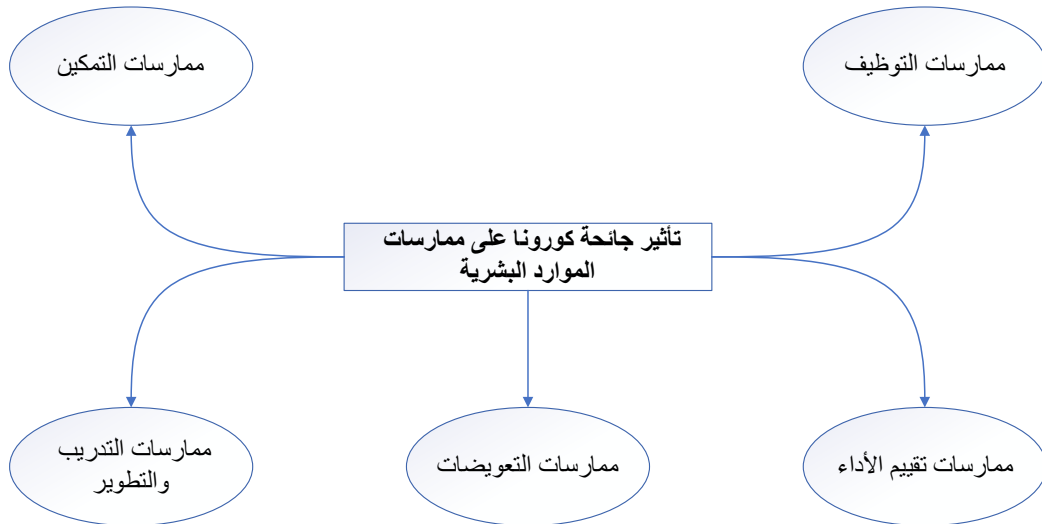 ممارسات التوظيف
ممارسات التمكين
تأثير جائحة كورونا على ممارسات
الموارد البشرية
ممارسات تقييم الأداء
ممارسات التعويضات
ممارسات التدريب
والتطوير